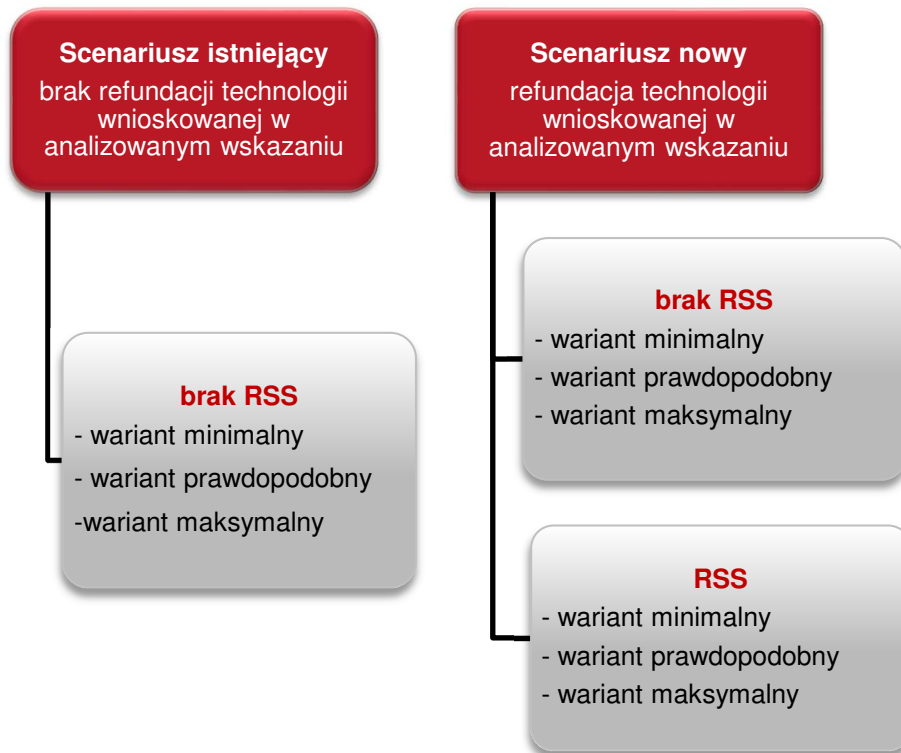 Scenariusz istniejący
brak refundacji technologii
wnioskowanej w
analizowanym wskazaniu
brak RSS
- wariant minimalny
- wariant prawdopodobny
-wariant maksymalny
Scenariusz nowy
refundacja technologii
wnioskowanej w
analizowanym wskazaniu
brak RSS
- wariant minimalny
- wariant prawdopodobny
- wariant maksymalny
RSS
- wariant minimalny
- wariant prawdopodobny
- wariant maksymalny